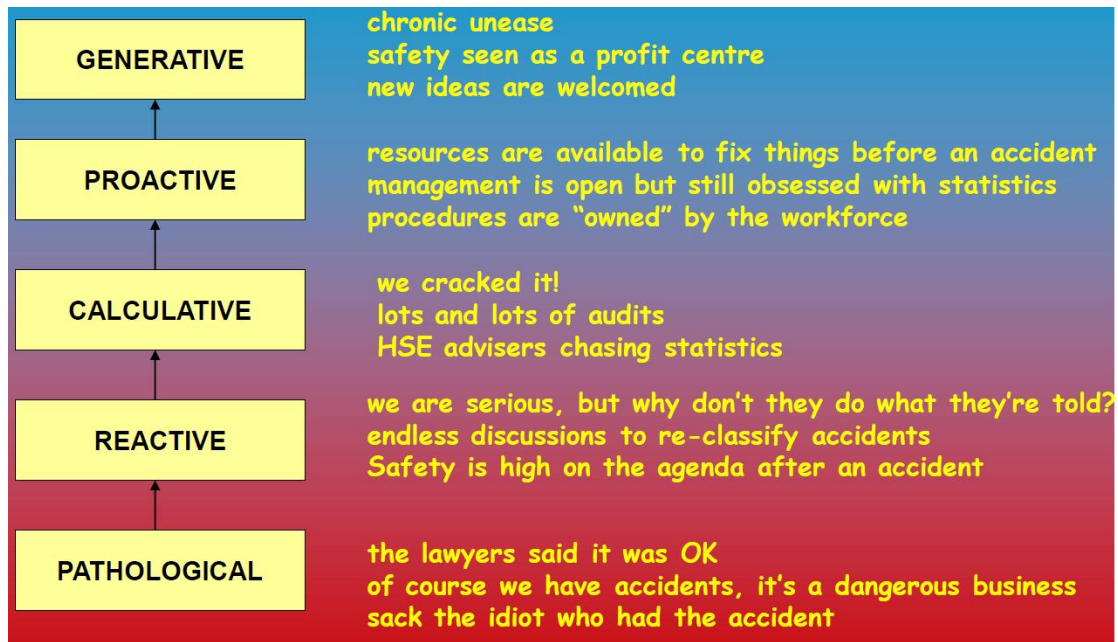 GENERATIVE
chronic unease
safety seen as a profit centre
new ideas are welcomed
PROACTIVE
resources are available to fix things before an accident
management is open but still obsessed with statistics
procedures are “owned” by the workforce
CALCULATIVE
we cracked it!
lots and lots of audits
HSE advisers chasing statistics
REACTIVE
we are serious, but why don’t they do what they’re told?
endless discussions to re-classify accidents
Safety is high on the agenda after an accident
PATHOLOGICAL
the lawyers said it was OK
of course we have accidents, it’s a dangerous business
sack the idiot who had the accident